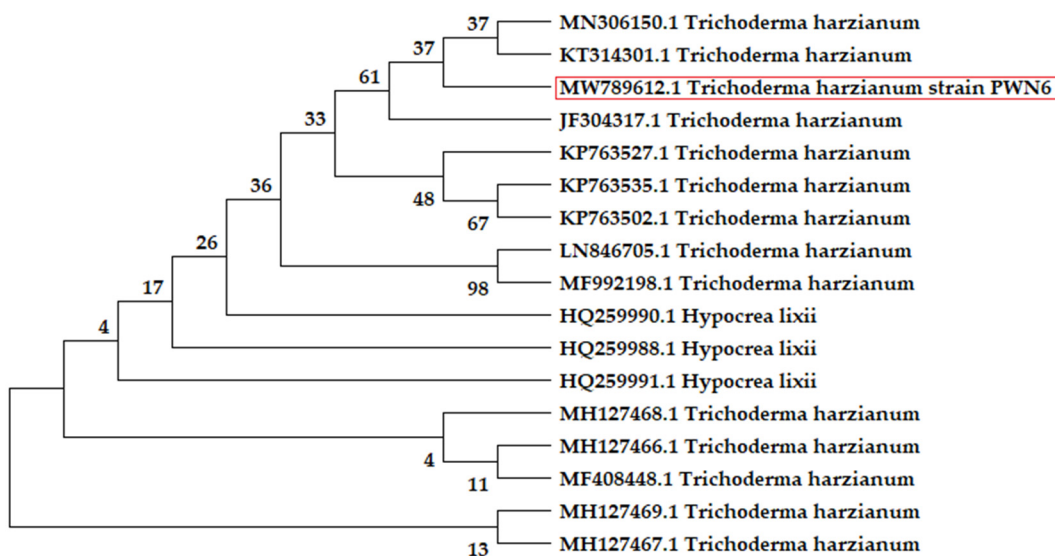 37
MN306150.1 Trichoderma harzianum
37
KT314301.1 Trichoderma harzianum
61
MW789612.1 Trichoderma harzianum strain PWN6
33
JF304317.1 Trichoderma harzianum
KP763527.1 Trichoderma harzianum
36
48
KP763535.1 Trichoderma harzianum
67
KP763502.1 Trichoderma harzianum
26
LN846705.1 Trichoderma harzianum
98
MF992198.1 Trichoderma harzianum
17
HQ259990.1 Hypocrea lixii
4
HQ259988.1 Hypocrea lixii
HQ259991.1 Hypocrea lixii
MH127468.1 Trichoderma harzianum
4
MH127466.1 Trichoderma harzianum
11
MF408448.1 Trichoderma harzianum
MH127469.1 Trichoderma harzianum
13
MH127467.1 Trichoderma harzianum